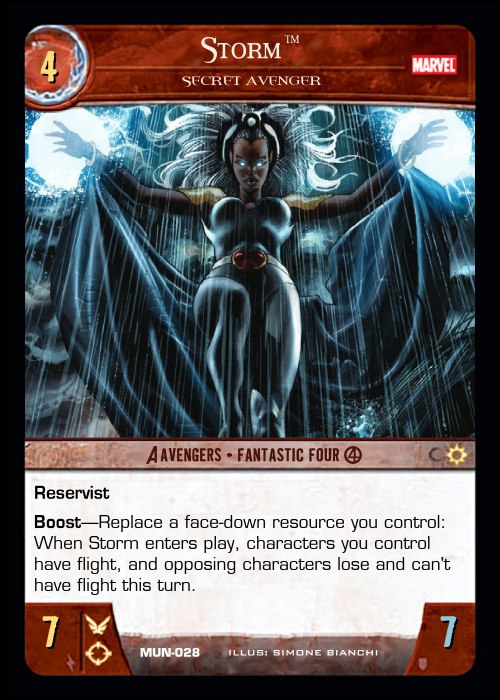 4
STORM™
SECRET AVENGER
MARVEL
A AVENGERS • FANTASTIC FOUR 4
Reservist
Boost—Replace a face-down resource you control:
When Storm enters play, characters you control
have flight, and opposing characters lose and can't
have flight this turn.
7
MUN-028 ILLUS: SIMONE BIANCHI
7